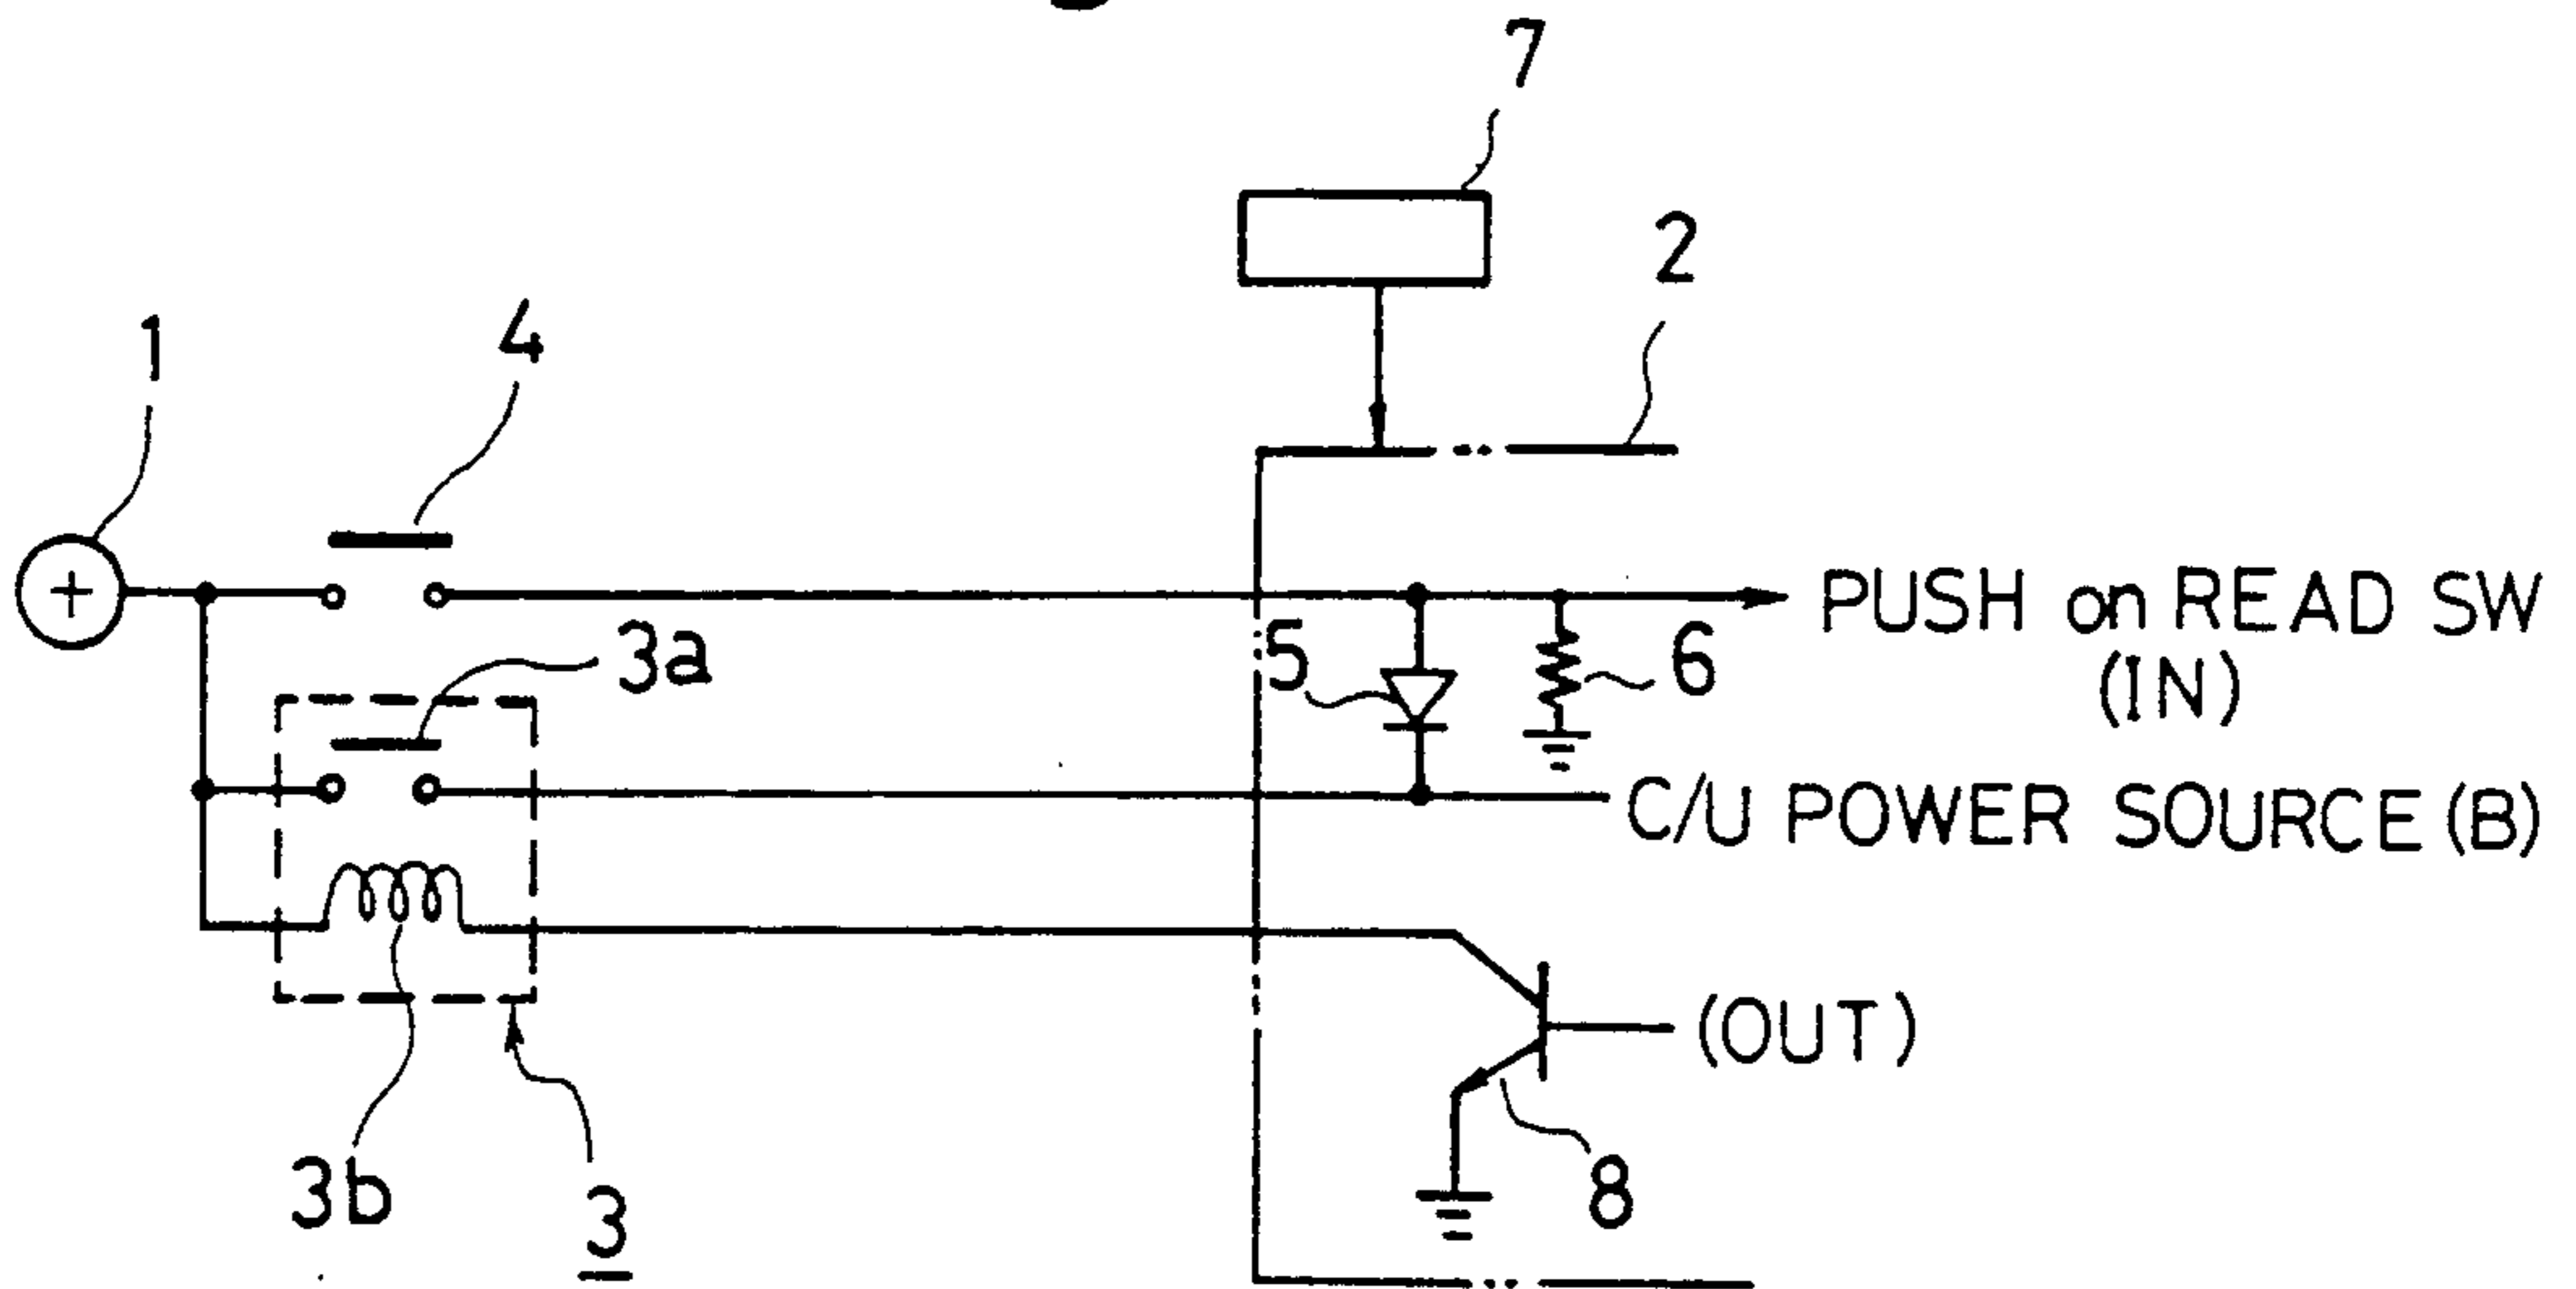 7
2
4
1
PUSH on READ SW
(IN)
3a
5
6
C/U POWER SOURCE (B)
(OUT)
3b
3
8